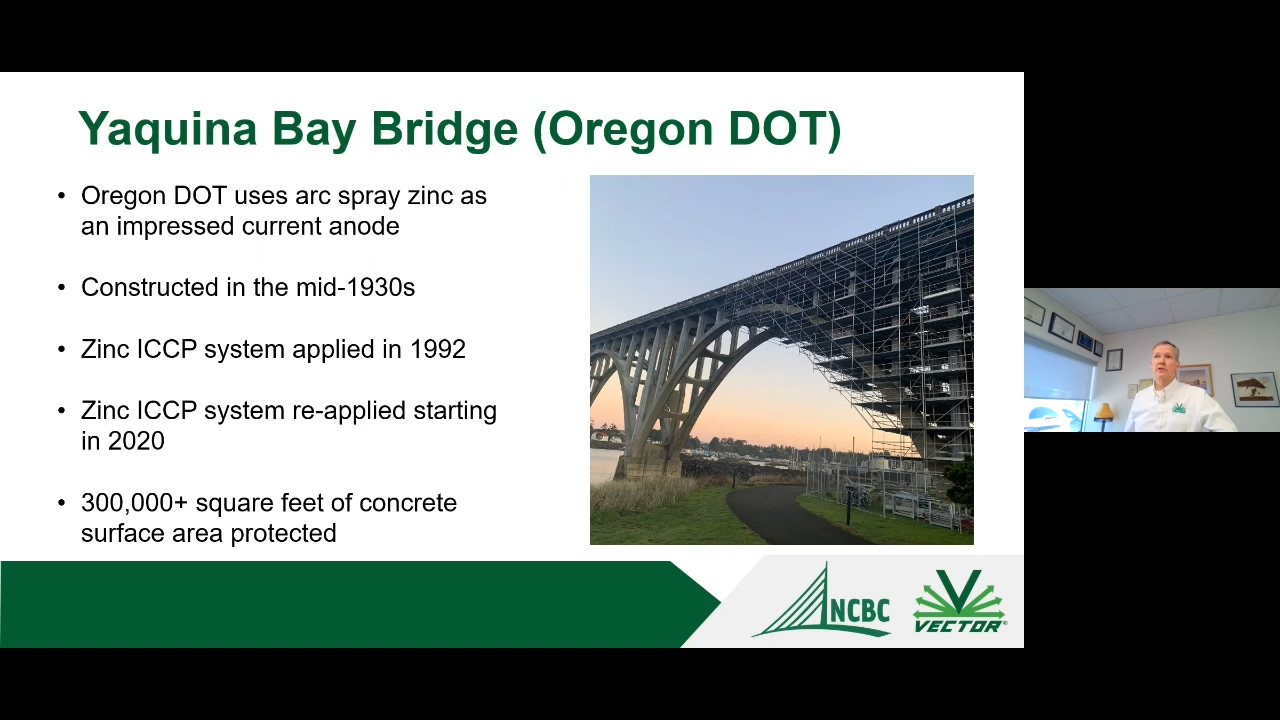 Yaquina Bay Bridge (Oregon DOT)
• Oregon DOT uses arc spray zinc as
an impressed current anode
• Constructed in the mid-1930s
• Zinc ICCP system applied in 1992
• Zinc ICCP system re-applied starting
in 2020
• 300,000+ square feet of concrete
surface area protected
NCBC
VECTOR®